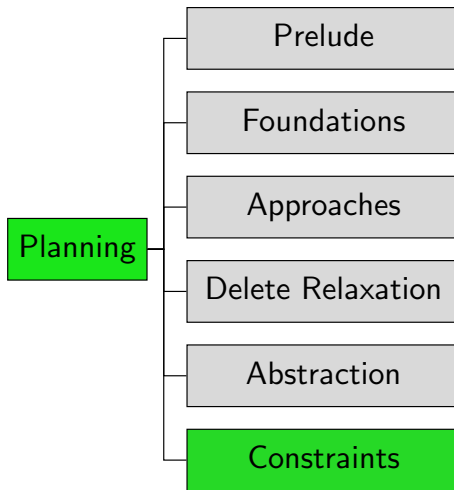 Prelude
Foundations
Approaches
Planning
Delete Relaxation
Abstraction
Constraints